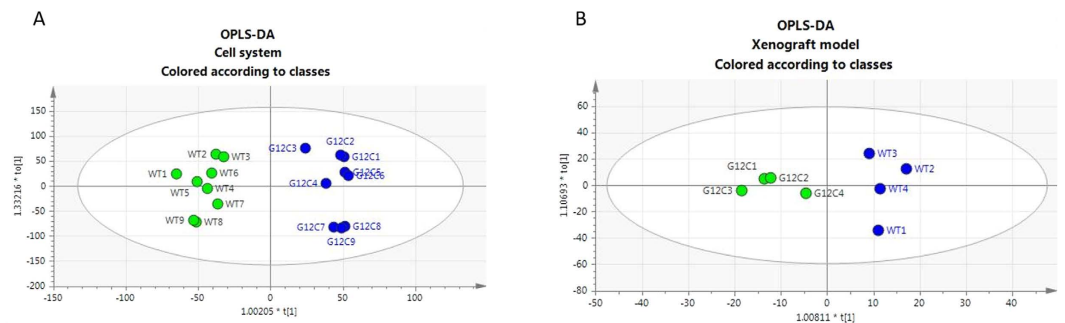 A
OPLS-DA
Cell system
Colored according to classes
1.33216 * to[1]
150
100
50
0
-50
-100
-150
-200
-150
-100
-50
0
50
100
1.00205 * t[1]
WT2
WT3
WT1
WT6
WT5
WT4
WT7
WT9
WT8
G12C3
G12C2
G12C1
G12C5
G12C6
G12C4
G12C7
G12C8
G12C9
B
OPLS-DA
Xenograft model
Colored according to classes
1.10693 * to[1]
60
40
20
0
-20
-40
-60
-80
-50
-40
-30
-20
-10
0
10
20
30
40
1.00811 * t[1]
G12C1
G12C2
G12C3
G12C4
WT3
WT2
WT4
WT1